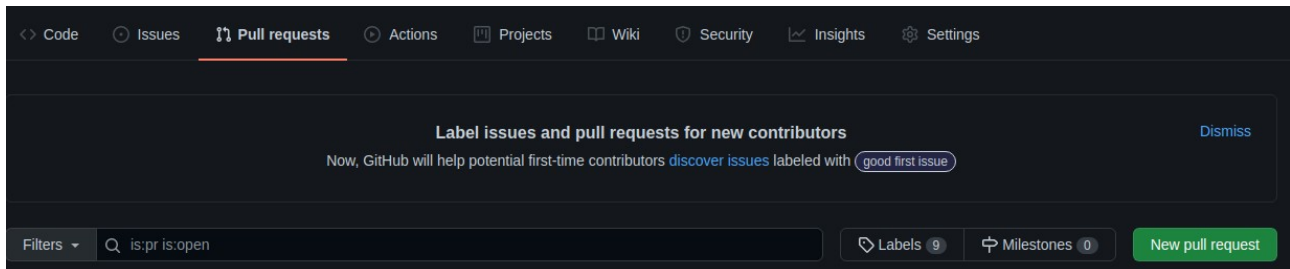 Code Issues Pull requests Actions Projects Wiki Security Insights Settings
Label issues and pull requests for new contributors
Dismiss
Now, GitHub will help potential first-time contributors discover issues labeled with good first issue
Filters is:pr is:open Labels 9 Milestones 0 New pull request